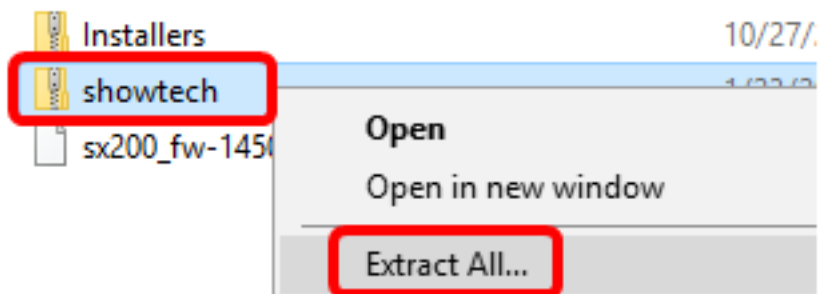 Installers 10/27/
showtech
Open
sx200_fw-145
Open in new window
Extract All...